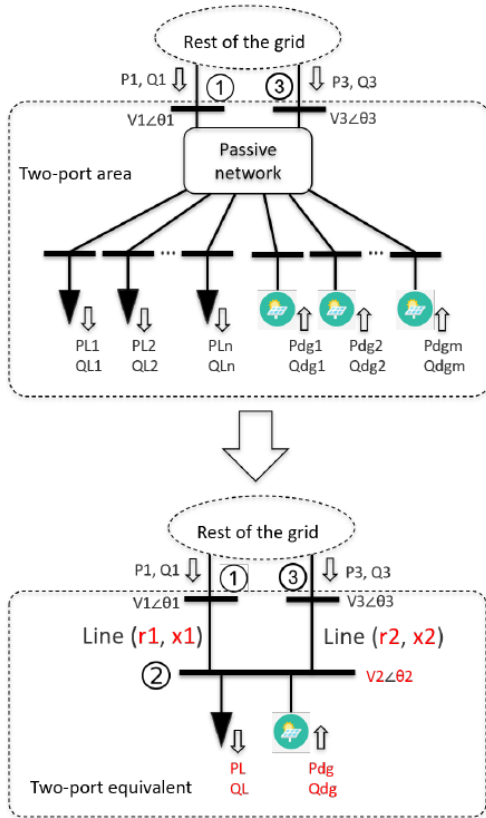 Rest of the grid
P1, Q1 ① ③ P3, Q3
V1∠θ1 V3∠θ3
Passive
network
Two-port area
... ...
PL1 PL2 PLn Pdg1 Pdg2 Pdgm
QL1 QL2 QLn Qdg1 Qdg2 Qdgm
Rest of the grid
P1, Q1 ① ③ P3, Q3
V1∠θ1 V3∠θ3
Line (r1, x1) Line (r2, x2)
② V2∠θ2
PL Pdg
QL Qdg
Two-port equivalent